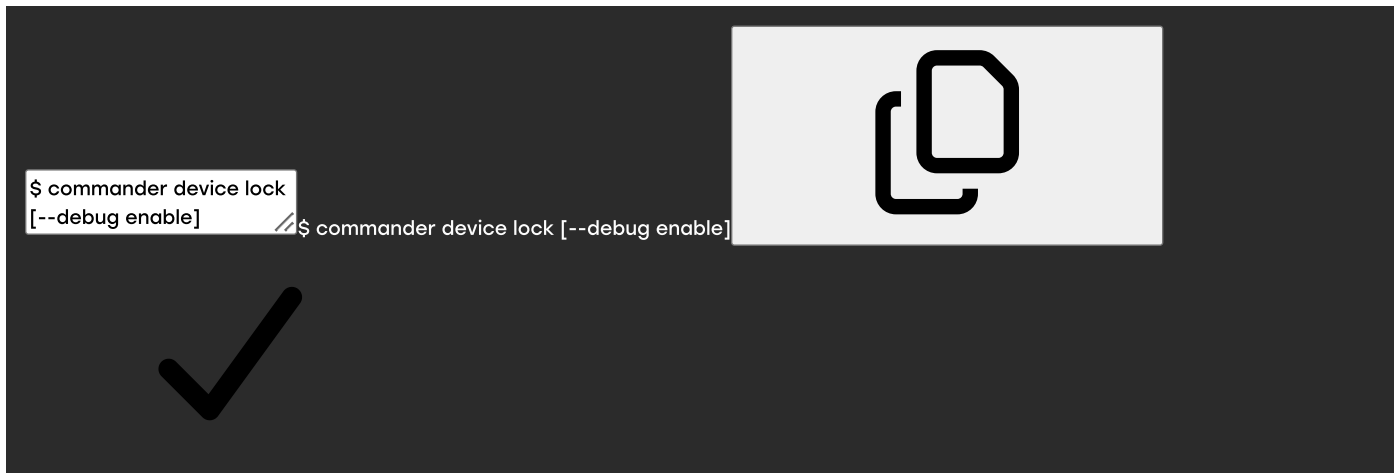 $ commander device lock
[--debug enable]
$ commander device lock [--debug enable]